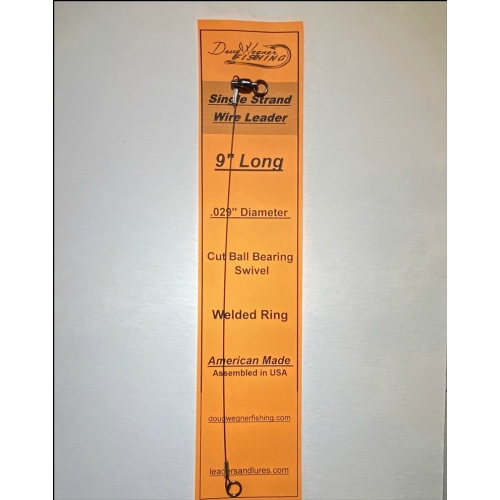 Doug Wegner
FISHING
Single Strand
Wire Leader
9" Long
.029" Diameter
Cut Ball Bearing
Swivel
Welded Ring
American Made
Assembled in USA
dougwegnerfishing.com
leadersandlures.com